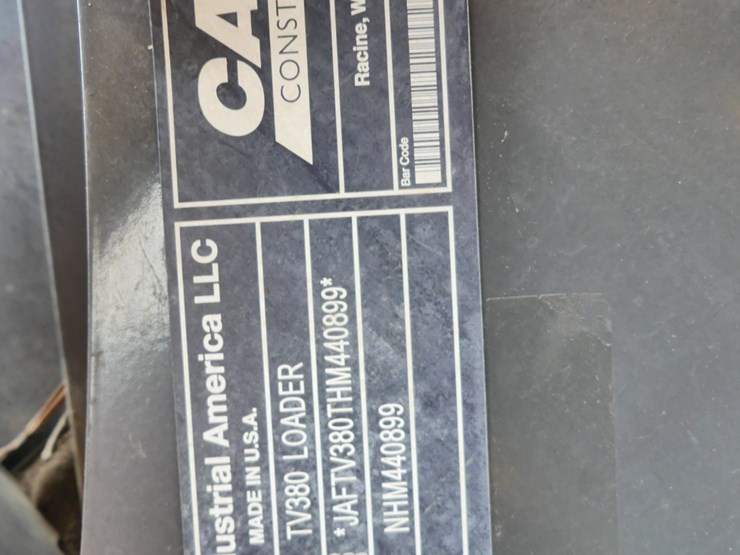 ustrial America LLC
MADE IN U.S.A.
TV380 LOADER
*JAFTV380THM440899*
NHM440899
CA
CONST
Racine, W
Bar Code